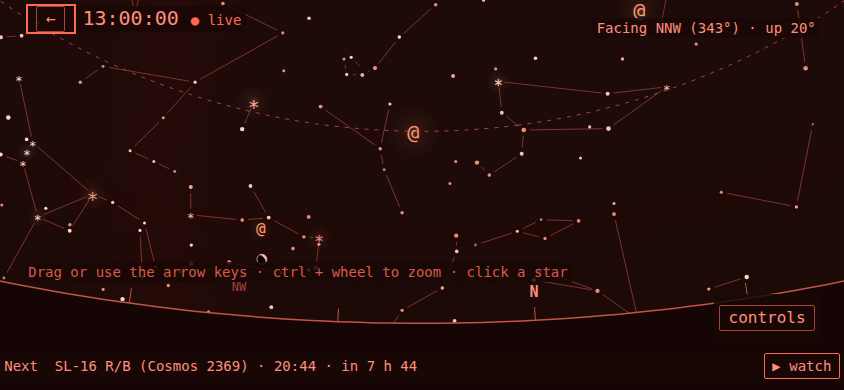 ← 13:00:00 ● live
Facing NNW (343°) · up 20°
Drag or use the arrow keys · ctrl + wheel to zoom · click a star
NW
N
controls
Next SL-16 R/B (Cosmos 2369) · 20:44 · in 7 h 44
▶ watch